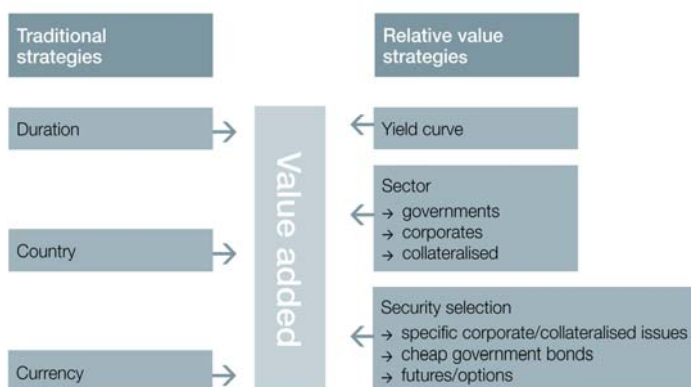 Traditional
strategies
Duration
Country
Currency
Value added
Relative value
strategies
Yield curve
Sector
→ governments
→ corporates
→ collateralised
Security selection
→ specific corporate/collateralised issues
→ cheap government bonds
→ futures/options